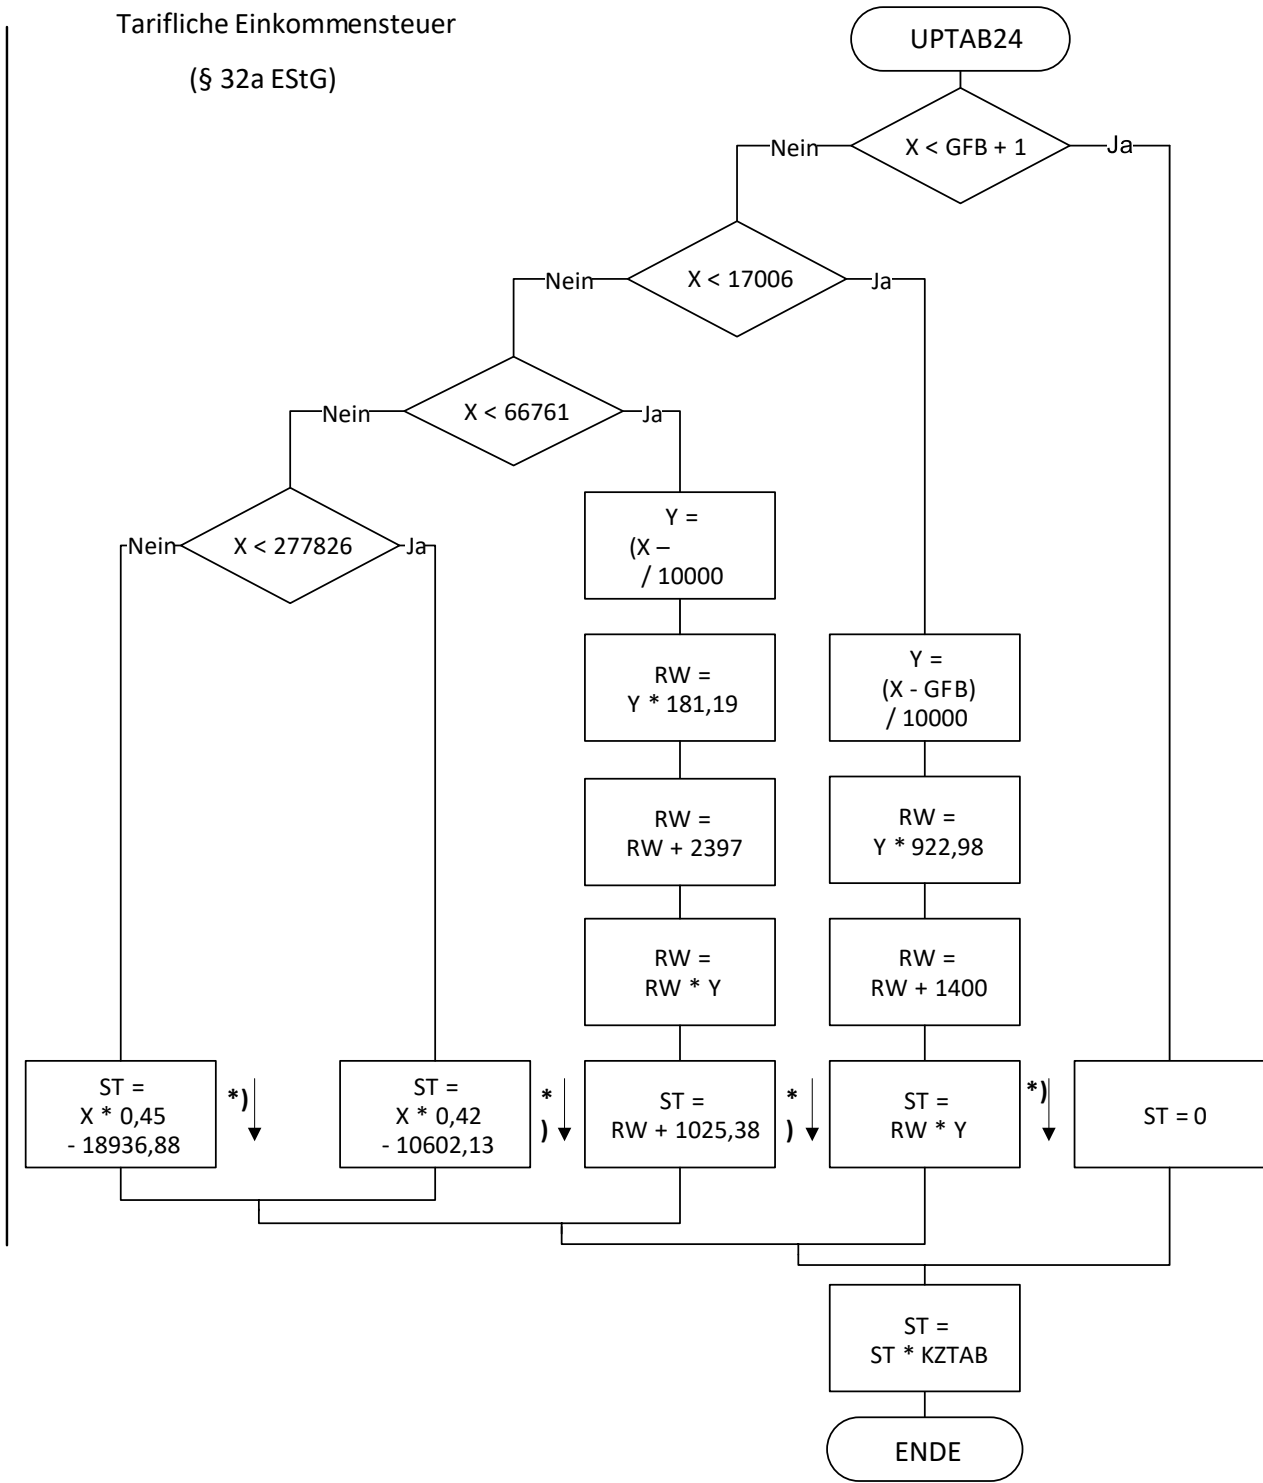 Tarifliche Einkommensteuer
(§ 32a EStG)
UPTAB24
X < GFB + 1
Nein
Ja
X < 17006
Nein
Ja
X < 66761
Nein
Ja
X < 277826
Nein
Ja
Y =
(X –
/ 10000
RW =
Y * 181,19
RW =
RW + 2397
RW =
RW * Y
Y =
(X - GFB)
/ 10000
RW =
Y * 922,98
RW =
RW + 1400
ST =
X * 0,45
- 18936,88
*)
ST =
X * 0,42
- 10602,13
*
)
ST =
RW + 1025,38
*
)
ST =
RW * Y
*)
ST = 0
ST =
ST * KZTAB
ENDE